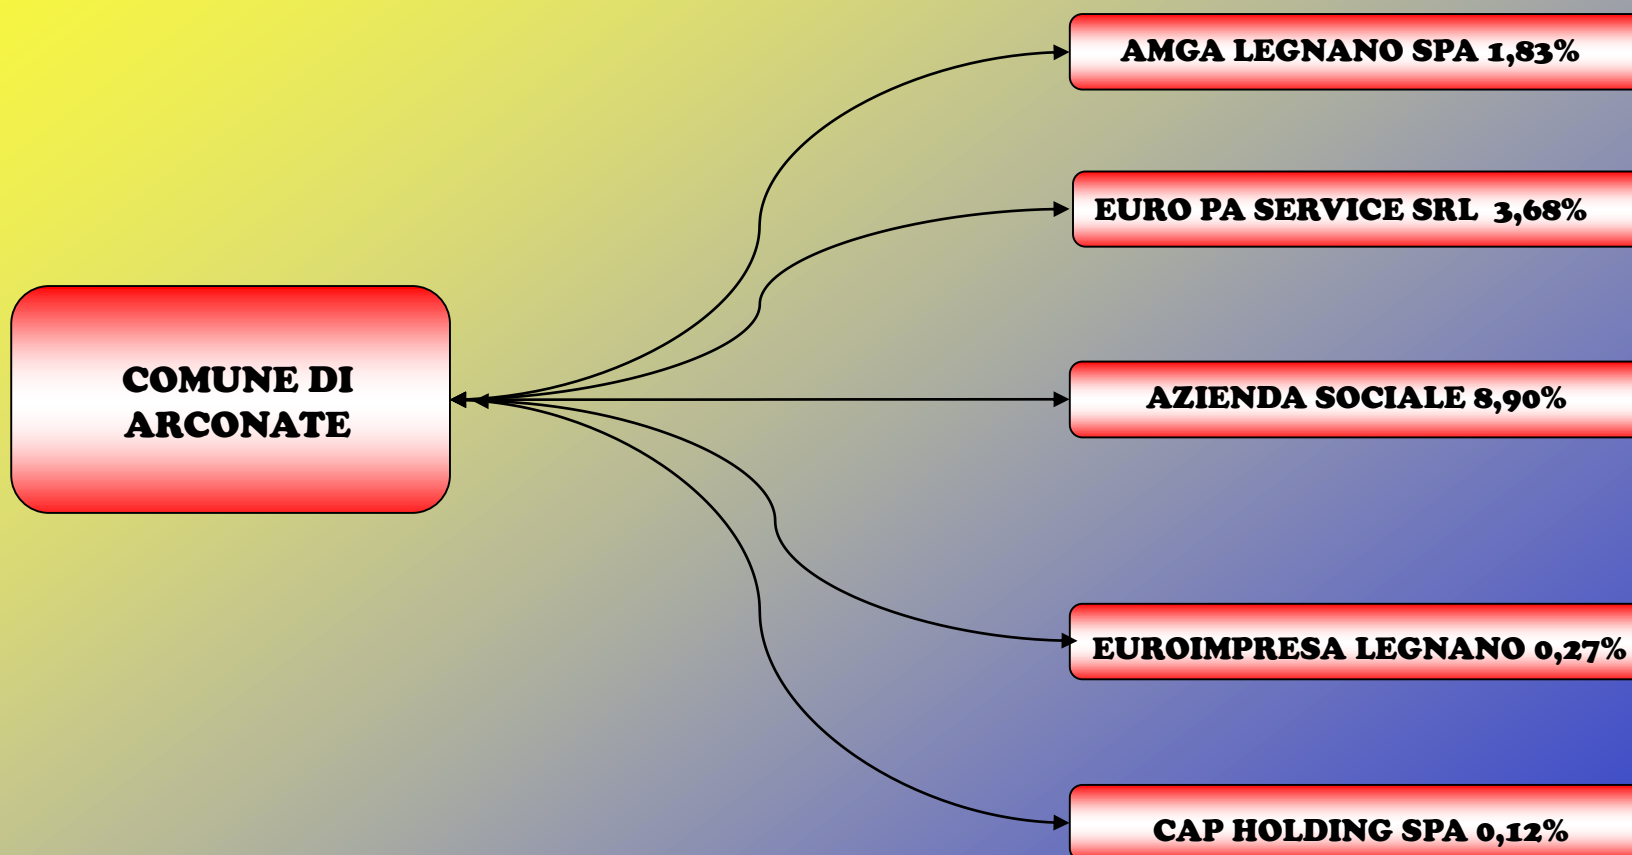 AMGA LEGNANO SPA 1,83%
EURO PA SERVICE SRL 3,68%
COMUNE DI
ARCONATE
AZIENDA SOCIALE 8,90%
EUROIMPRESA LEGNANO 0,27%
CAP HOLDING SPA 0,12%